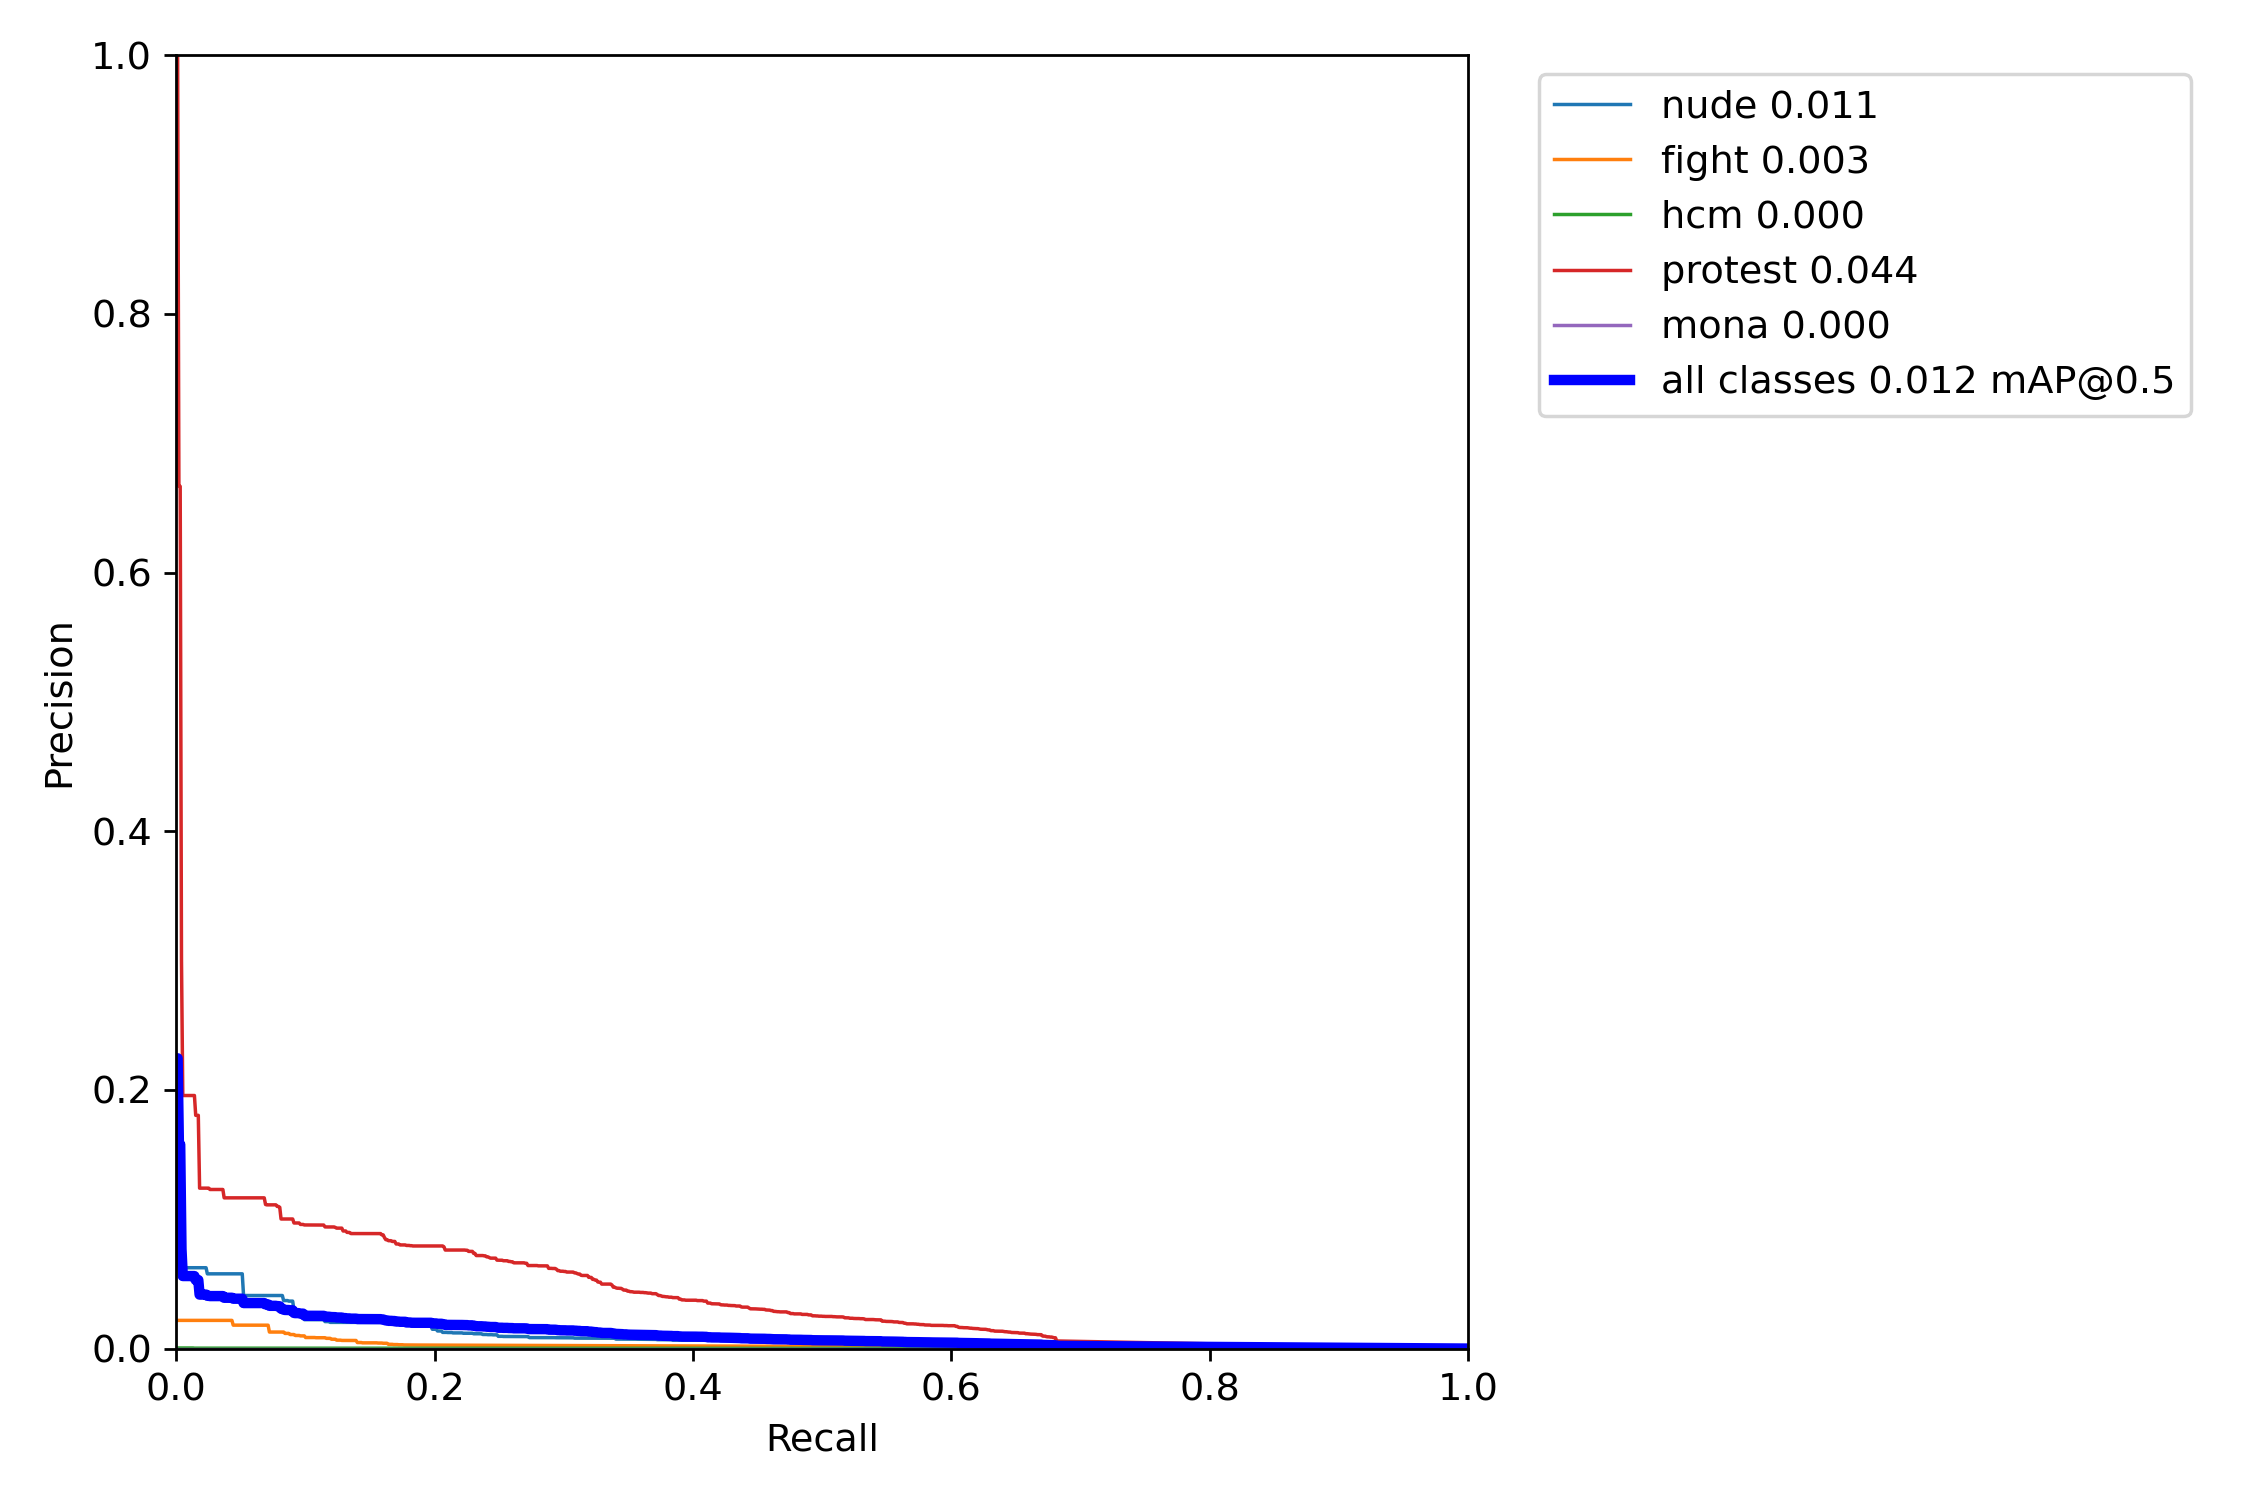 1.0
0.8
0.6
0.4
0.2
0.0
Precision
0.0 0.2 0.4 0.6 0.8 1.0
Recall
nude 0.011
fight 0.003
hcm 0.000
protest 0.044
mona 0.000
all classes 0.012 mAP@0.5